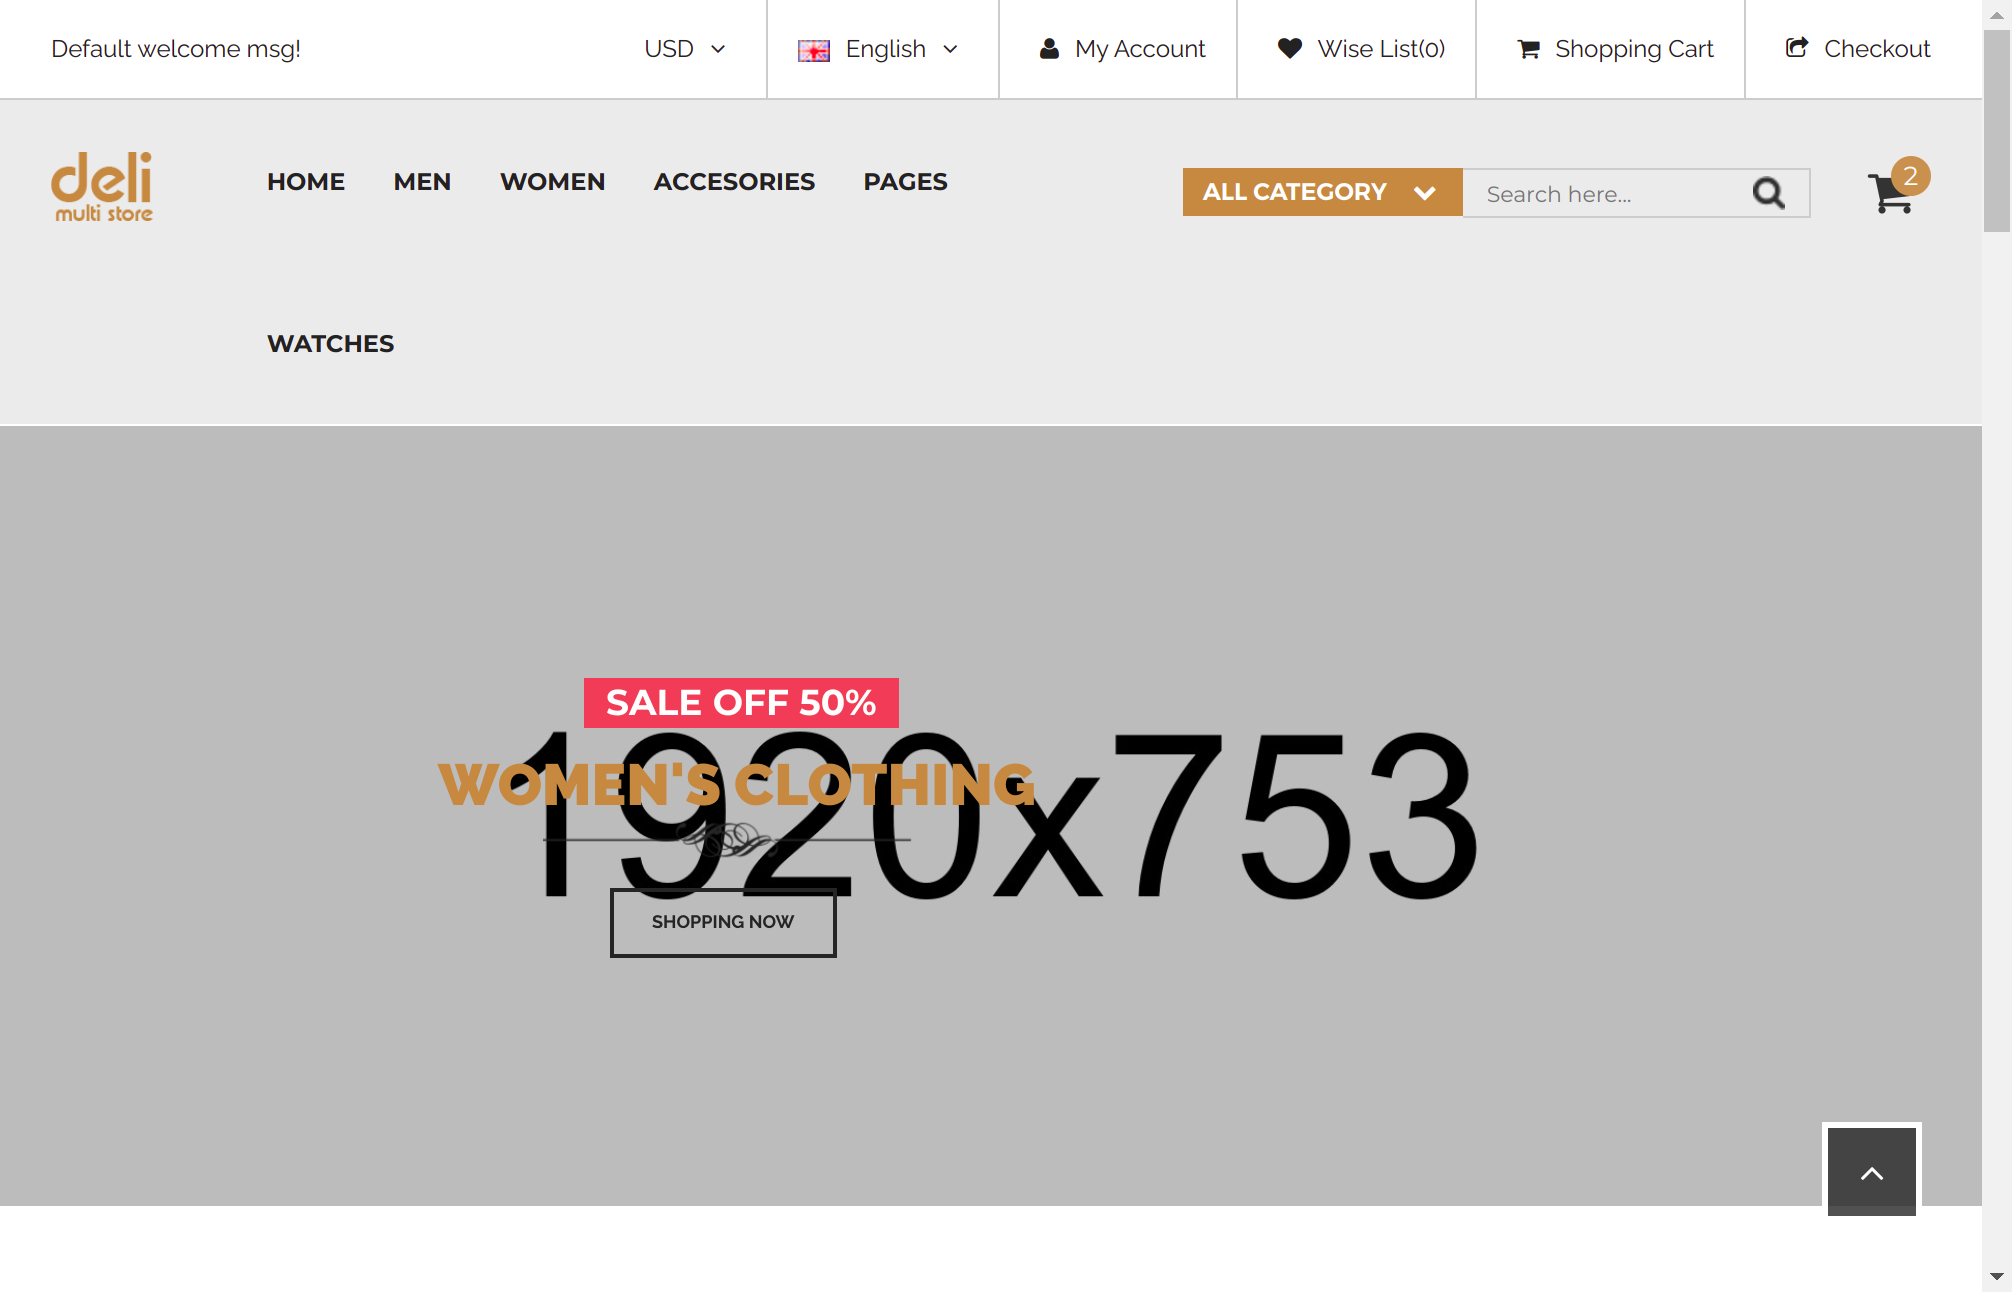 Default welcome msg! USD English My Account Wise List(0) Shopping Cart Checkout
deli
multi store
HOME MEN WOMEN ACCESORIES PAGES
ALL CATEGORY Search here... 2
WATCHES
SALE OFF 50%
WOMEN'S CLOTHING
1920x753
SHOPPING NOW